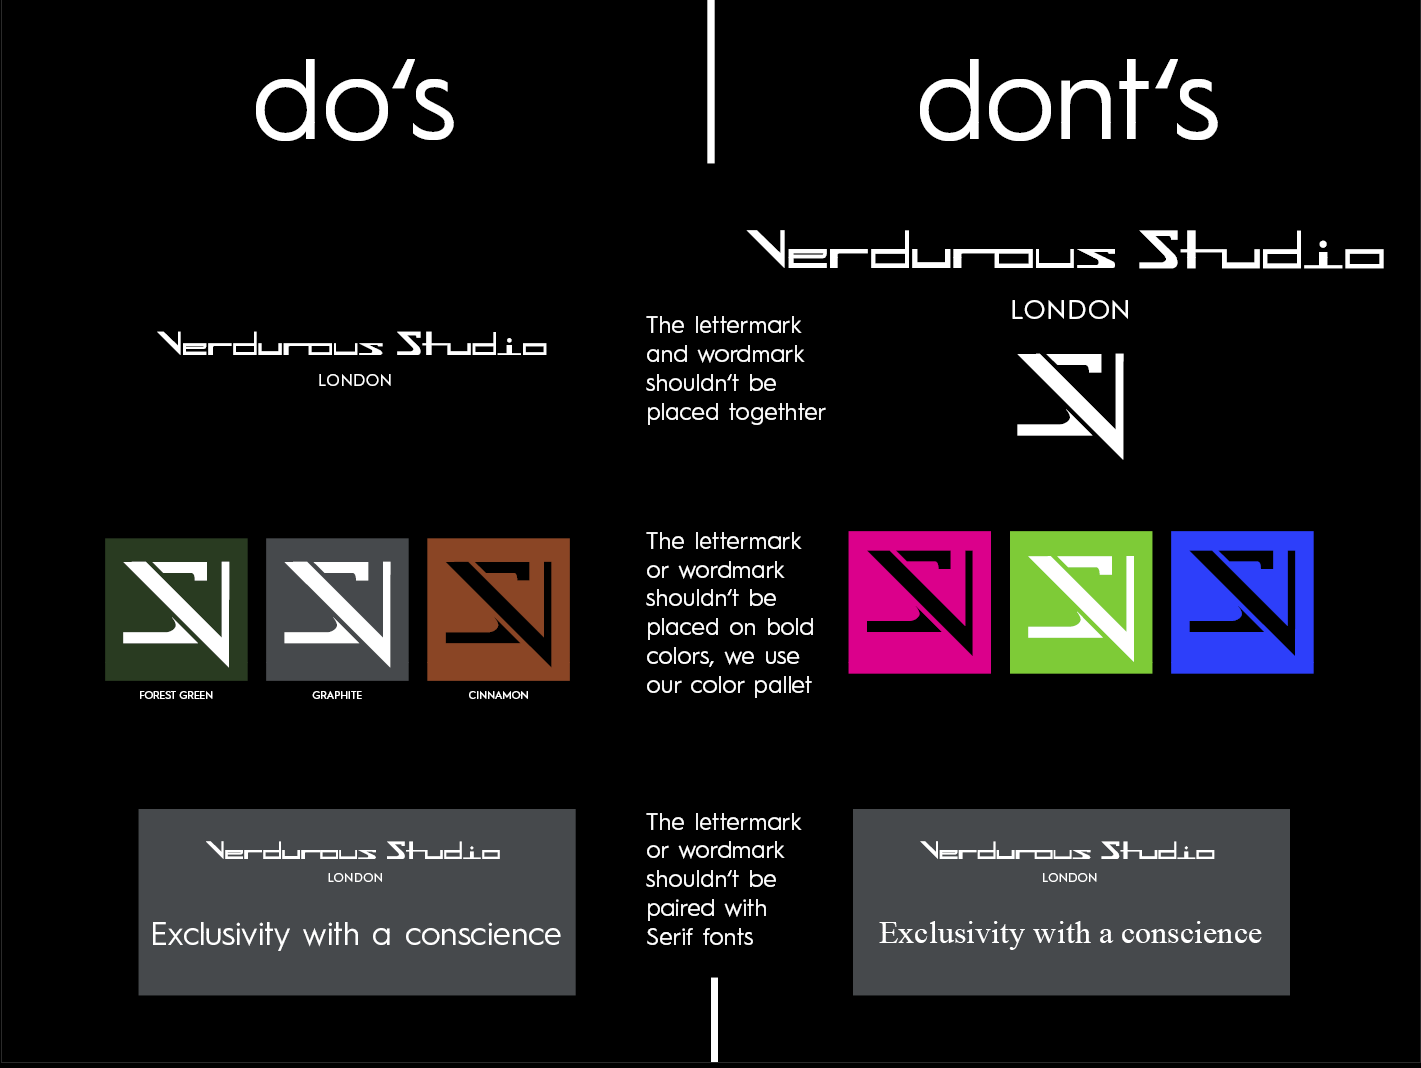 do‘s
dont‘s
Verdurous Studio
LONDON
The lettermark
and wordmark
shouldn‘t be
placed togethter
Verdurous Studio
LONDON
FOREST GREEN
GRAPHITE
CINNAMON
The lettermark
or wordmark
shouldn‘t be
placed on bold
colors, we use
our color pallet
Verdurous Studio
LONDON
Exclusivity with a conscience
The lettermark
or wordmark
shouldn‘t be
paired with
Serif fonts
Verdurous Studio
LONDON
Exclusivity with a conscience